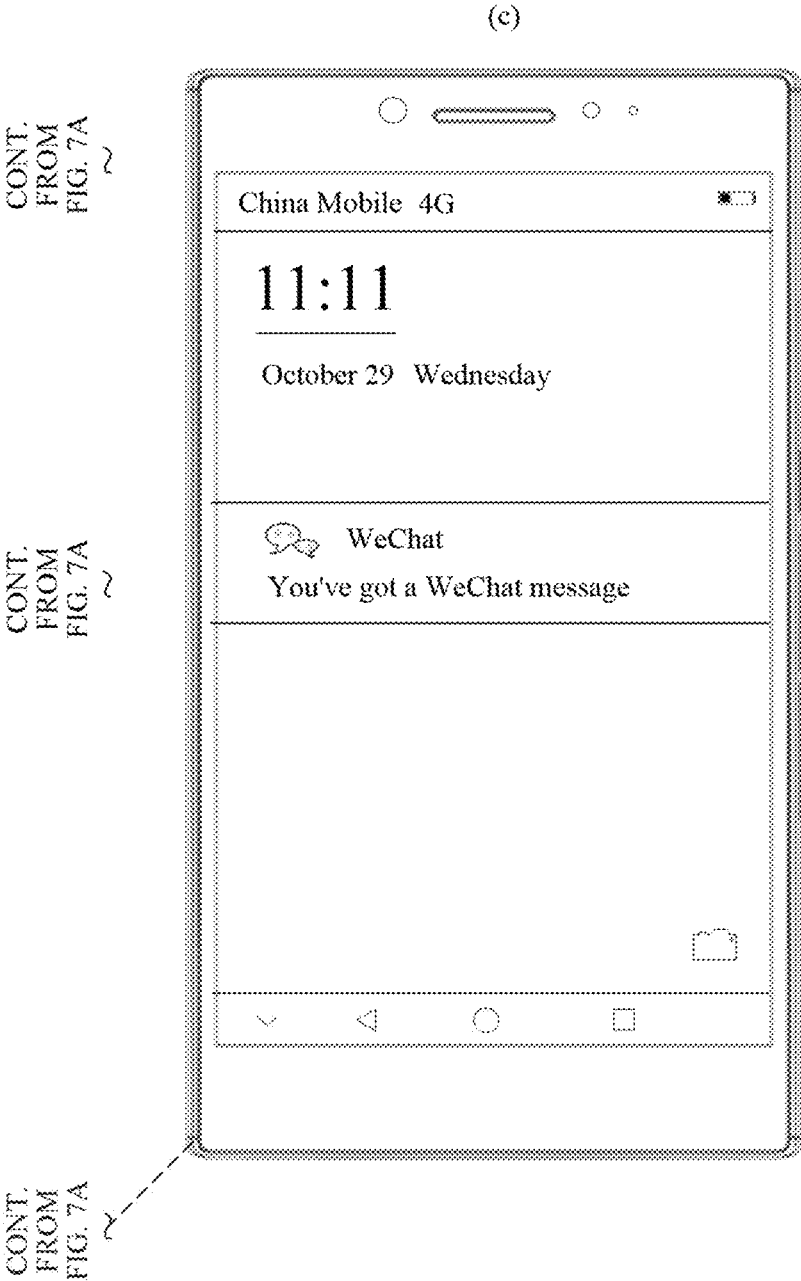 (c)
CONT.
FROM
FIG. 7A
China Mobile 4G
11:11
October 29 Wednesday
CONT.
FROM
FIG. 7A
WeChat
You've got a WeChat message
CONT.
FROM
FIG. 7A